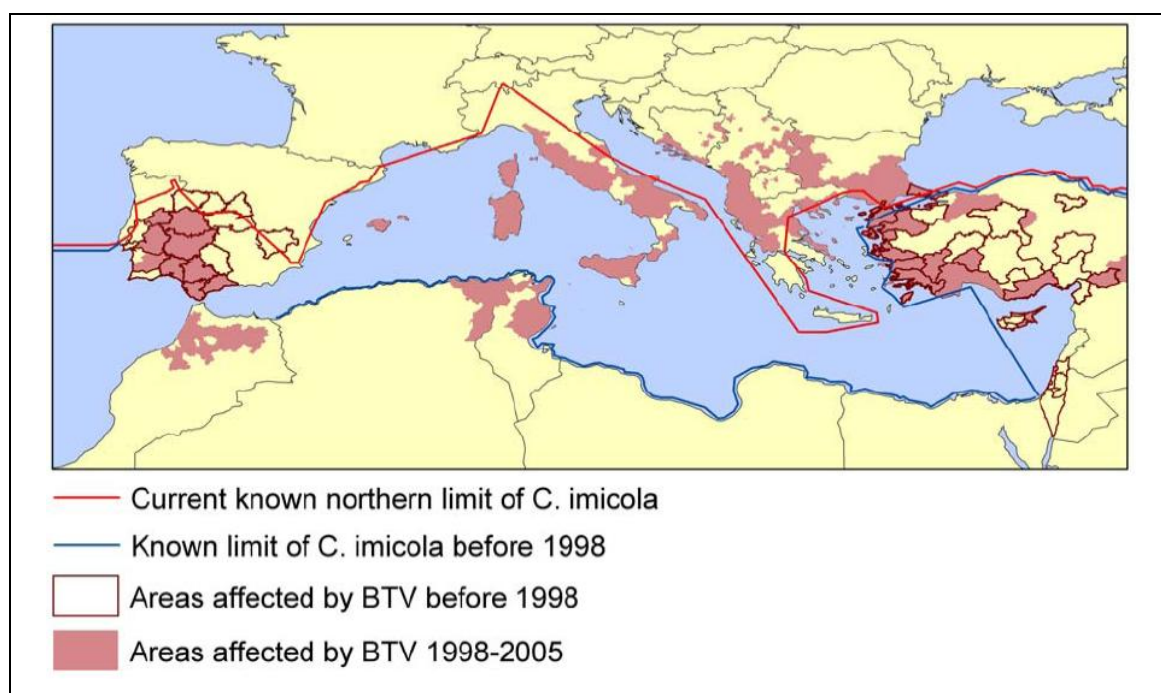 Current known northern limit of C. imicola
Known limit of C. imicola before 1998
Areas affected by BTV before 1998
Areas affected by BTV 1998-2005